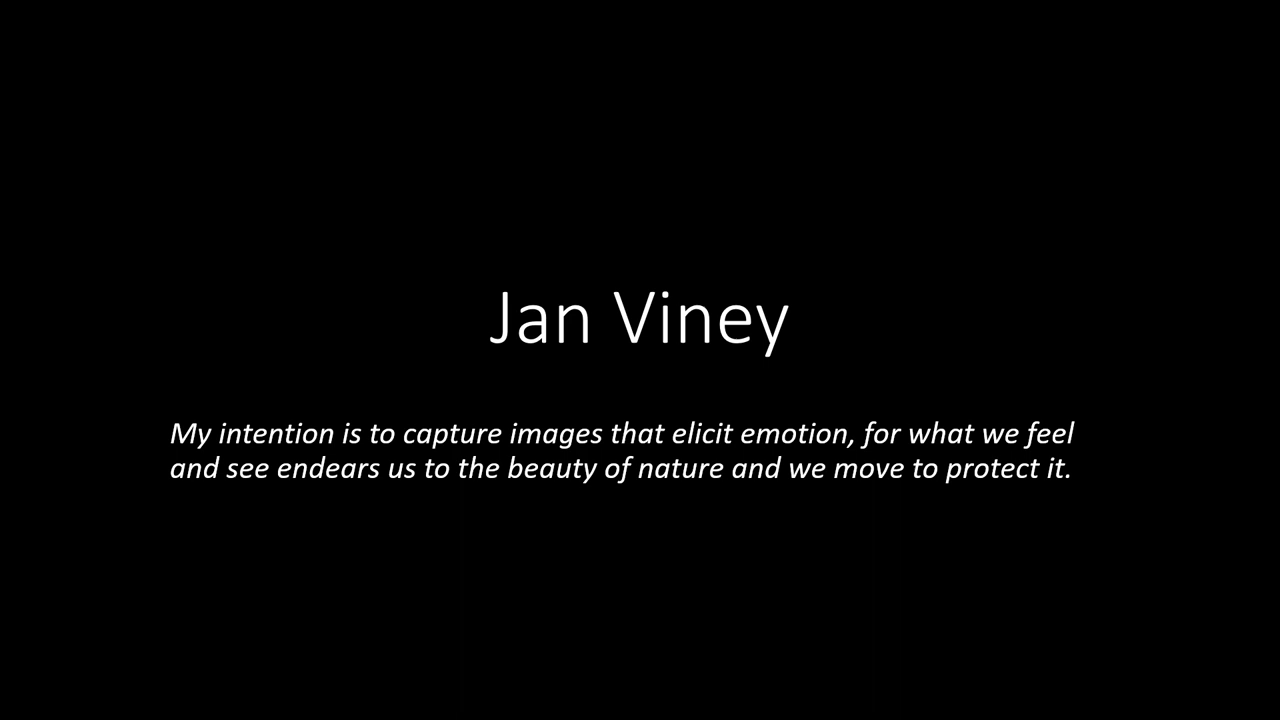 Jan Viney
My intention is to capture images that elicit emotion, for what we feel
and see endears us to the beauty of nature and we move to protect it.